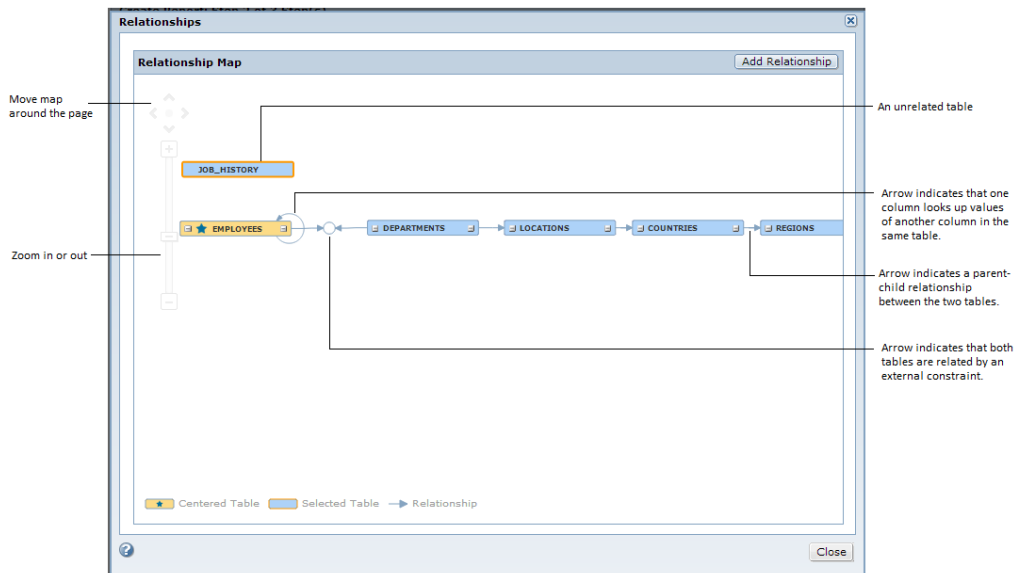 Relationships
Relationship Map
Add Relationship
Move map
around the page
An unrelated table
JOB_HISTORY
Arrow indicates that one
column looks up values
of another column in the
same table.
EMPLOYEES
DEPARTMENTS
LOCATIONS
COUNTRIES
REGIONS
Zoom in or out
Arrow indicates a parent-
child relationship
between the two tables.
Arrow indicates that both
tables are related by an
external constraint.
Centered Table
Selected Table
Relationship
Close